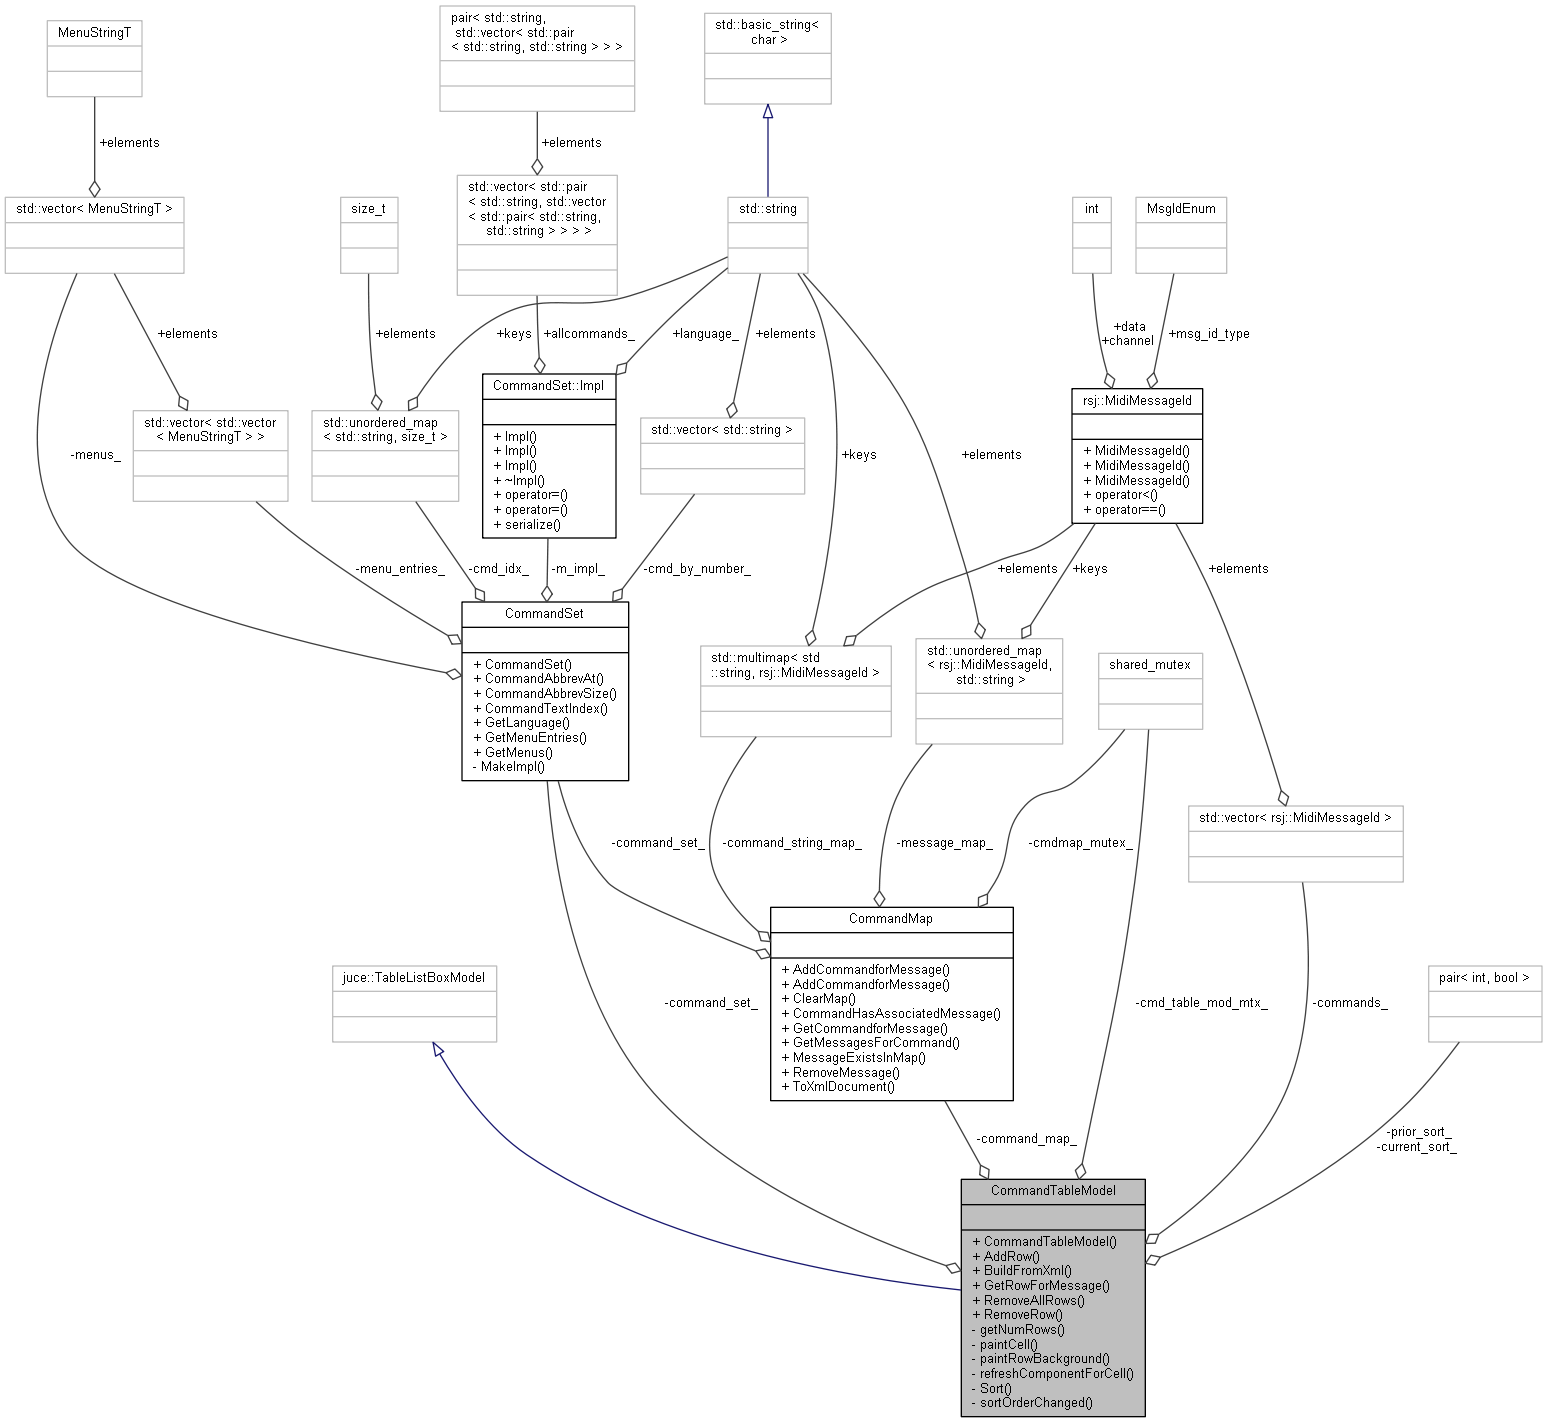 MenuStringT
pair< std::string,
std::vector< std::pair
< std::string, std::string > > >
std::basic_string<
char >
+elements
+elements
std::vector< MenuStringT >
size_t
std::vector< std::pair
< std::string, std::vector
< std::pair< std::string,
std::string > > > >
std::string
int
MsgIdEnum
+elements
+elements
+keys
+allcommands_
+language_
+elements
+data
+channel
+msg_id_type
std::vector< std::vector
< MenuStringT > >
std::unordered_map
< std::string, size_t >
CommandSet::Impl
+ Impl()
+ Impl()
+ Impl()
+ ~Impl()
+ operator=()
+ operator=()
+ serialize()
std::vector< std::string >
rsj::MidiMessageId
+ MidiMessageId()
+ MidiMessageId()
+ MidiMessageId()
+ operator<()
+ operator==()
-menus_
+keys
+elements
-menu_entries_
-cmd_idx_
-m_impl_
-cmd_by_number_
+elements
+keys
+elements
CommandSet
+ CommandSet()
+ CommandAbbrevAt()
+ CommandAbbrevSize()
+ CommandTextIndex()
+ GetLanguage()
+ GetMenuEntries()
+ GetMenus()
- MakeImpl()
std::multimap< std
::string, rsj::MidiMessageId >
std::unordered_map
< rsj::MidiMessageId,
std::string >
shared_mutex
std::vector< rsj::MidiMessageId >
-command_set_
-command_string_map_
-message_map_
-cmdmap_mutex_
CommandMap
+ AddCommandforMessage()
+ AddCommandforMessage()
+ ClearMap()
+ CommandHasAssociatedMessage()
+ GetCommandforMessage()
+ GetMessagesForCommand()
+ MessageExistsInMap()
+ RemoveMessage()
+ ToXmlDocument()
juce::TableListBoxModel
pair< int, bool >
-command_set_
-cmd_table_mod_mtx_
-commands_
-command_map_
-prior_sort_
-current_sort_
CommandTableModel
+ CommandTableModel()
+ AddRow()
+ BuildFromXml()
+ GetRowForMessage()
+ RemoveAllRows()
+ RemoveRow()
- getNumRows()
- paintCell()
- paintRowBackground()
- refreshComponentForCell()
- Sort()
- sortOrderChanged()